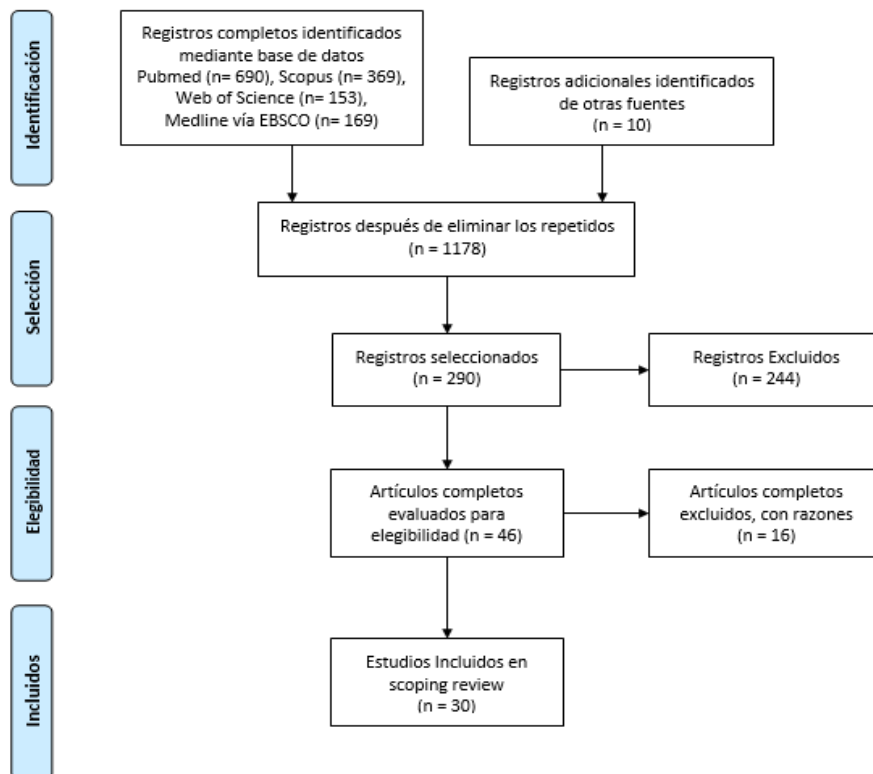 Identificación
Registros completos identificados
mediante base de datos
Pubmed (n= 690), Scopus (n= 369),
Web of Science (n= 153),
Medline vía EBSCO (n= 169)
Registros adicionales identificados
de otras fuentes
(n = 10)
Selección
Registros después de eliminar los repetidos
(n = 1178)
Registros seleccionados
(n = 290)
Registros Excluidos
(n = 244)
Elegibilidad
Artículos completos
evaluados para
elegibilidad (n = 46)
Artículos completos
excluidos, con razones
(n = 16)
Incluidos
Estudios Incluidos en
scoping review
(n = 30)